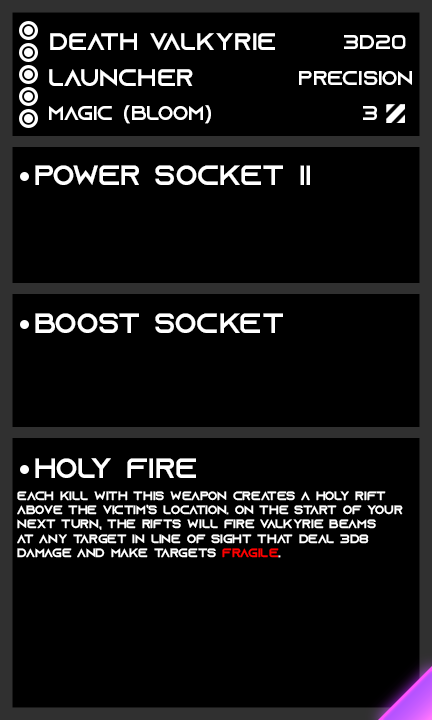 DEATH VALKYRIE 3D20
LAUNCHER PRECISION
MAGIC (BLOOM) 3
•POWER SOCKET II
•BOOST SOCKET
•HOLY FIRE
EACH KILL WITH THIS WEAPON CREATES A HOLY RIFT
ABOVE THE VICTIM'S LOCATION. ON THE START OF YOUR
NEXT TURN, THE RIFTS WILL FIRE VALKYRIE BEAMS
AT ANY TARGET IN LINE OF SIGHT THAT DEAL 3D8
DAMAGE AND MAKE TARGETS FRAGILE.